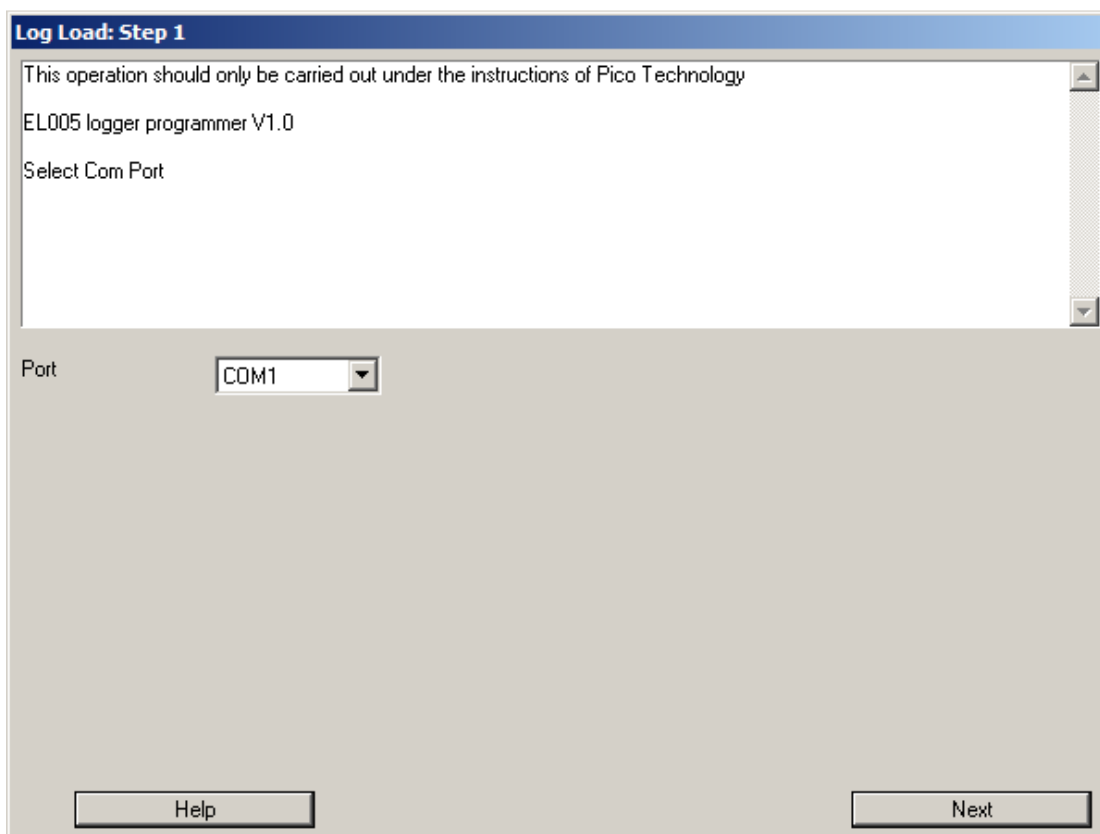 Log Load: Step 1
This operation should only be carried out under the instructions of Pico Technology
EL005 logger programmer V1.0
Select Com Port
Port
COM1
Help
Next